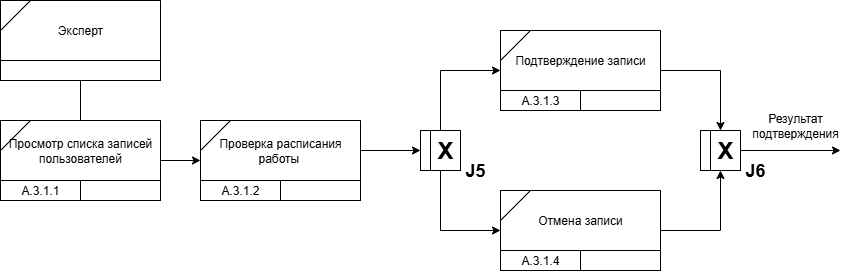 Эксперт
Просмотр списка записей
пользователей
А.3.1.1
Проверка расписания
работы
А.3.1.2
X
J5
Подтверждение записи
А.3.1.3
Отмена записи
А.3.1.4
X
J6
Результат
подтверждения